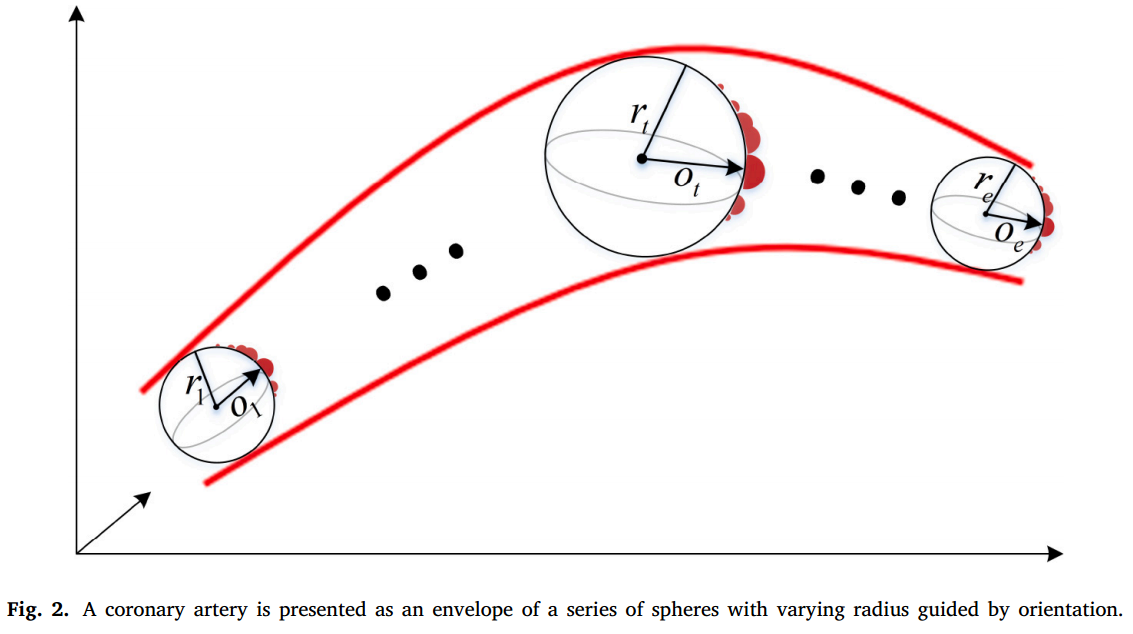 r_t
o_t
r_e
o_e
r_1
o_1
Fig. 2. A coronary artery is presented as an envelope of a series of spheres with varying radius guided by orientation.